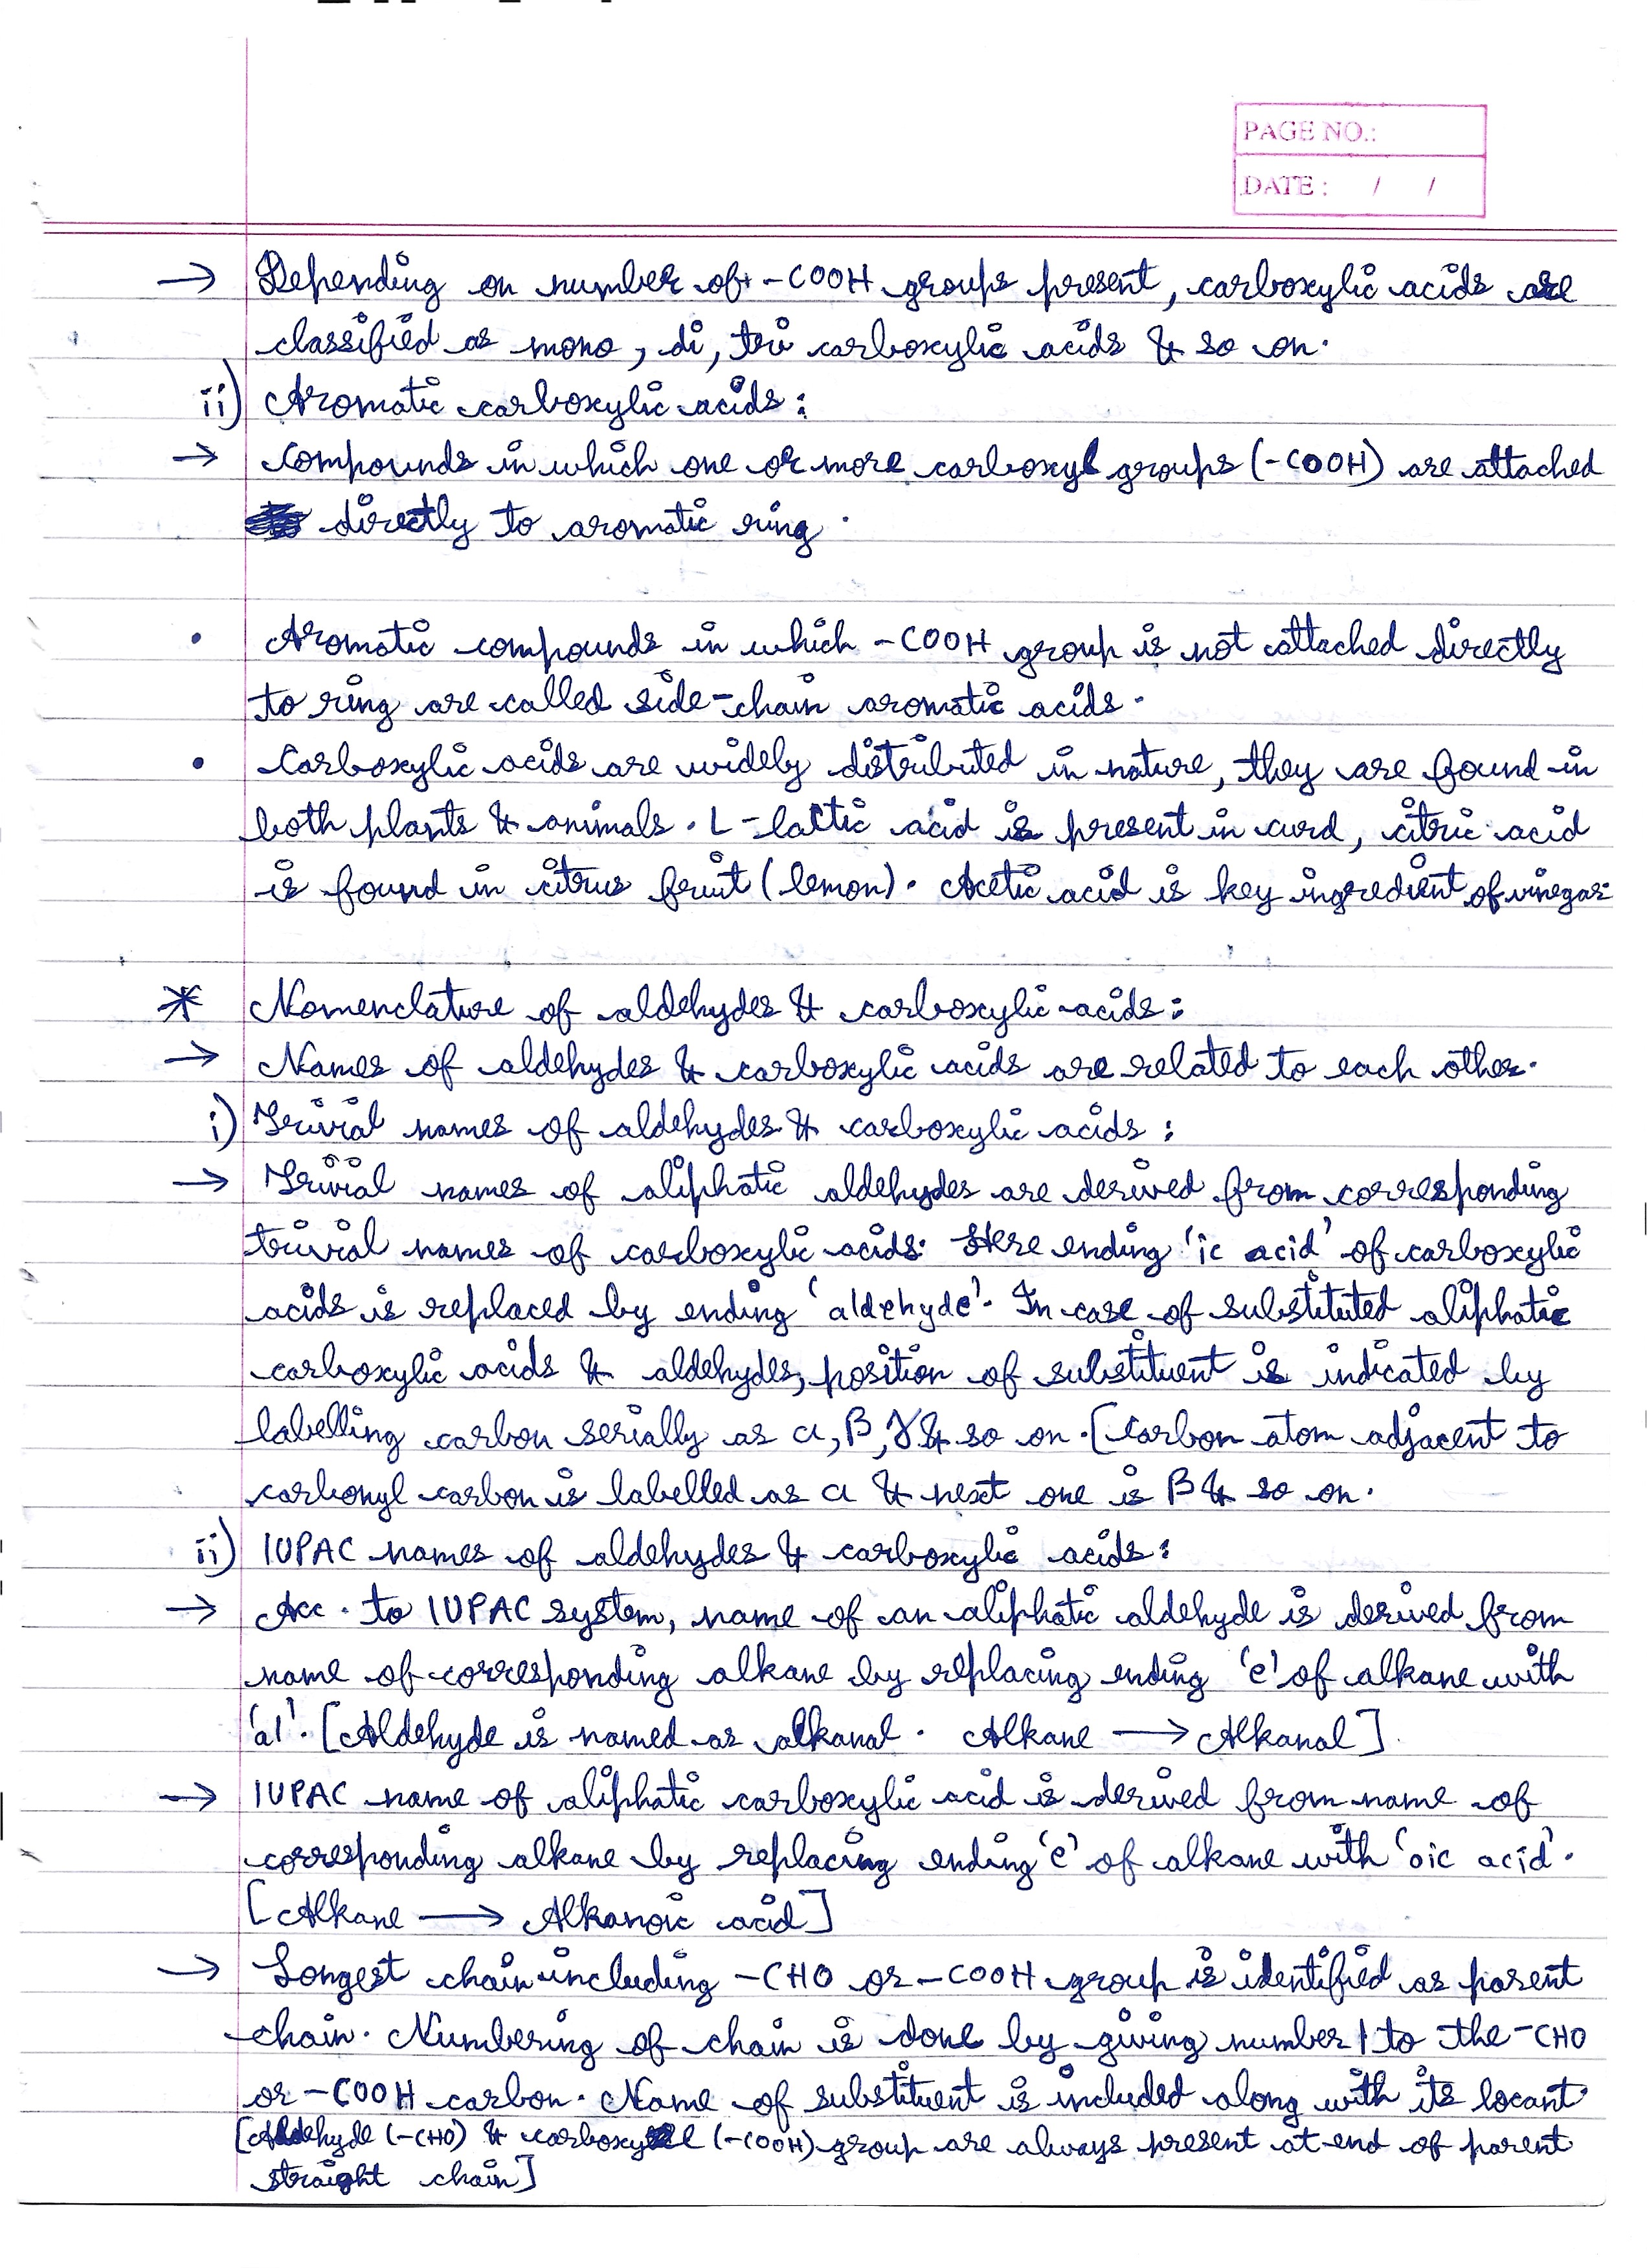 PAGE NO.:
DATE : / /
→ Depending on number of -COOH groups present, carboxylic acids are
classified as mono, di, tri carboxylic acids & so on.
ii) Aromatic carboxylic acids:
→ Compounds in which one or more carboxyl groups (-COOH) are attached
directly to aromatic ring.
• Aromatic compounds in which -COOH group is not attached directly
to ring are called side-chain aromatic acids.
• Carboxylic acids are widely distributed in nature, they are found in
both plants & animals. L-lactic acid is present in curd, citric acid
is found in citrus fruit (lemon). Acetic acid is key ingredient of vinegar.
* Nomenclature of aldehydes & carboxylic acids:
→ Names of aldehydes & carboxylic acids are related to each other.
i) Trivial names of aldehydes & carboxylic acids :
→ Trivial names of aliphatic aldehydes are derived from corresponding
trivial names of carboxylic acids. Here ending 'ic acid' of carboxylic
acids is replaced by ending 'aldehyde'. In case of substituted aliphatic
carboxylic acids & aldehydes, position of substituent is indicated by
labelling carbon serially as α, β, γ & so on. [Carbon atom adjacent to
carbonyl carbon is labelled as α & next one is β & so on.
ii) IUPAC names of aldehydes & carboxylic acids:
→ Acc. to IUPAC system, name of an aliphatic aldehyde is derived from
name of corresponding alkane by replacing ending 'e' of alkane with
'al'. [Aldehyde is named as alkanal. Alkane → Alkanal]
→ IUPAC name of aliphatic carboxylic acid is derived from name of
corresponding alkane by replacing ending 'e' of alkane with 'oic acid'.
[Alkane → Alkanoic acid]
→ Longest chain including -CHO or -COOH group is identified as parent
chain. Numbering of chain is done by giving number 1 to the -CHO
or -COOH carbon. Name of substituent is included along with its locant
[Aldehyde (-CHO) & carboxyl (-COOH) group are always present at end of parent
straight chain]